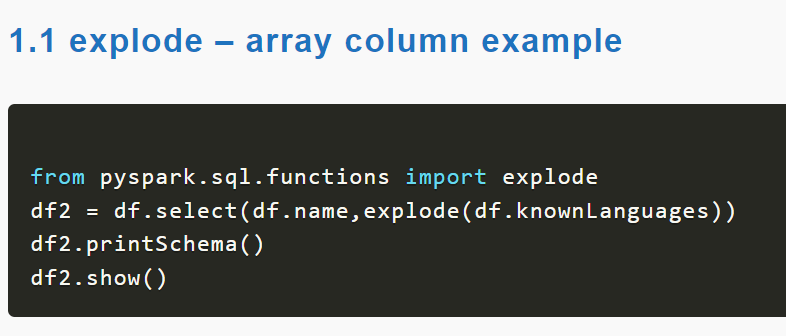 1.1 explode – array column example
from pyspark.sql.functions import explode
df2 = df.select(df.name,explode(df.knownLanguages))
df2.printSchema()
df2.show()